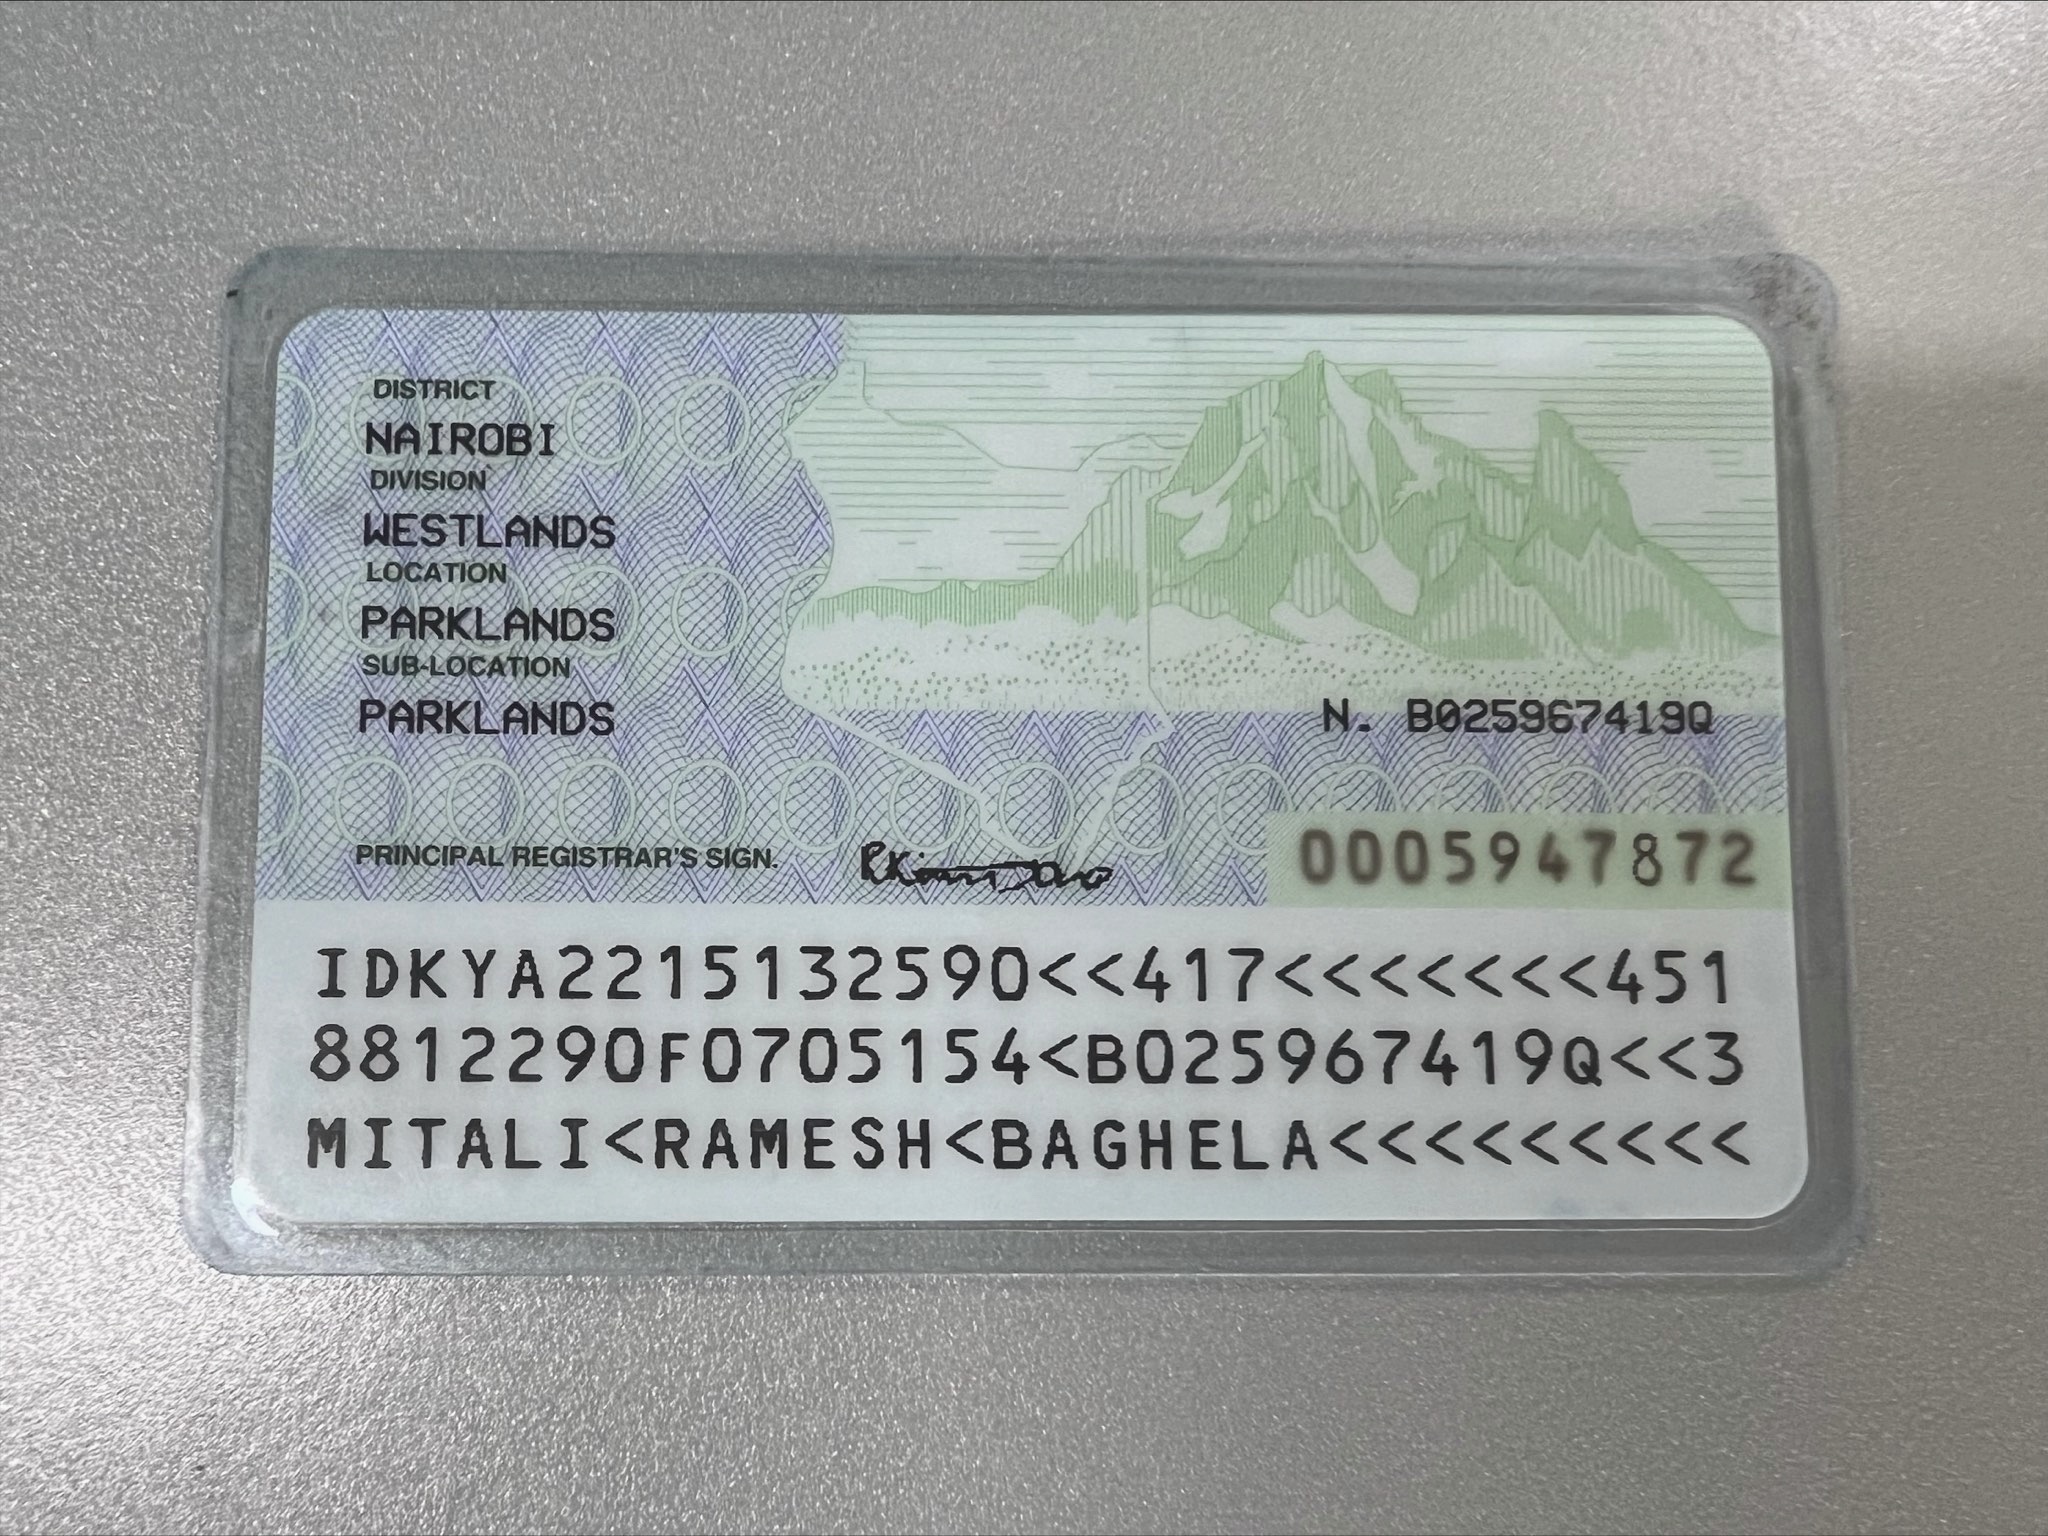 DISTRICT
NAIROBI
DIVISION
WESTLANDS
LOCATION
PARKLANDS
SUB-LOCATION
PARKLANDS
N. B025967419Q
PRINCIPAL REGISTRAR'S SIGN.
0005947872
IDKYA2215132590<<417<<<<<<<451
8812290F0705154<B025967419Q<<3
MITALI<RAMESH<BAGHELA<<<<<<<<<